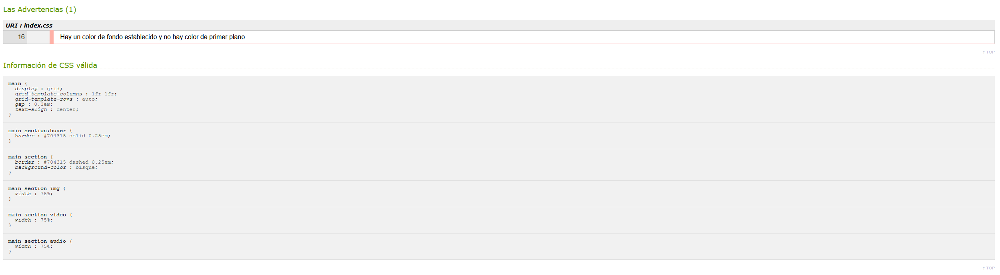 Las Advertencias (1)
URI : index.css
16 Hay un color de fondo establecido y no hay color de primer plano
↑ TOP
Información de CSS válida
main {
display : grid;
grid-template-columns : 1fr 1fr;
grid-template-rows : auto;
gap : 0.3em;
text-align : center;
}
main section:hover {
border : #704315 solid 0.25em;
}
main section {
border : #704315 dashed 0.25em;
background-color : bisque;
}
main section img {
width : 75%;
}
main section video {
width : 75%;
}
main section audio {
width : 75%;
}
↑ TOP